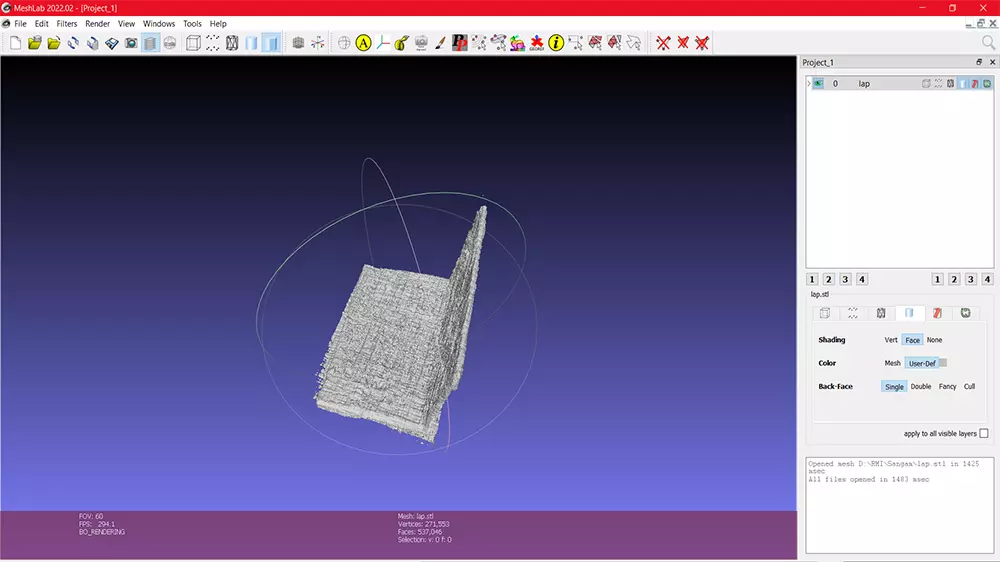 MeshLab 2022.02 - [Project_1]
File Edit Filters Render View Windows Tools Help
A
PP
i
Project_1
0 lap
1 2 3 4 1 2 3 4
lap.stl
Shading Vert Face None
Color Mesh User-Def
Back-Face Single Double Fancy Cull
apply to all visible layers
Opened mesh D:\RMI\Sangam\lap.stl in 1425
msec
All files opened in 1483 msec
FOV: 60
FPS: 294.1
BO_RENDERING
Mesh: lap.stl
Vertices: 271,553
Faces: 537,046
Selection: v: 0 f: 0